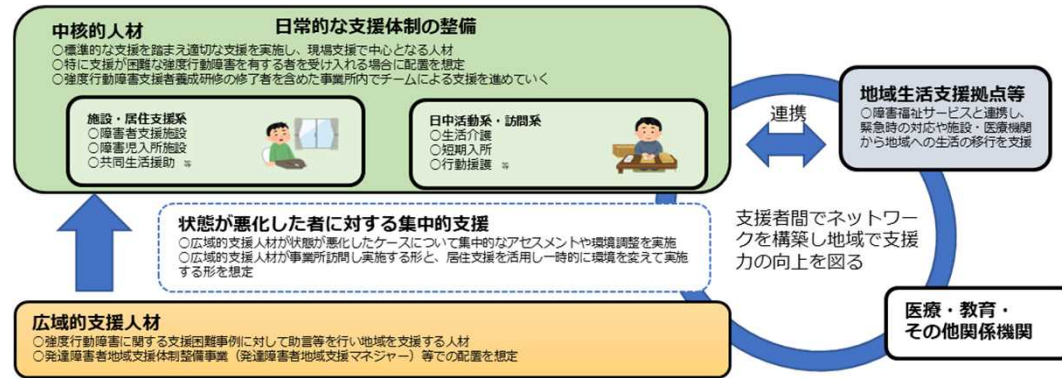 日常的な支援体制の整備
中核的人材
○標準的な支援を踏まえ適切な支援を実施し、現場支援で中心となる人材
○特に支援が困難な強度行動障害を有する者を受け入れる場合に配置を想定
○強度行動障害支援者養成研修の修了者を含めた事業所内でチームによる支援を進めていく
施設・居住支援系
○障害者支援施設
○障害児入所施設
○共同生活援助 等
日中活動系・訪問系
○生活介護
○短期入所
○行動援護 等
連携
地域生活支援拠点等
○障害福祉サービスと連携し、
緊急時の対応や施設・医療機関
から地域への生活の移行を支援
状態が悪化した者に対する集中的支援
○広域的支援人材が状態が悪化したケースについて集中的なアセスメントや環境調整を実施
○広域的支援人材が事業所訪問し実施する形と、居住支援を活用し一時的に環境を変えて実施
する形を想定
支援者間でネットワー
クを構築し地域で支援
力の向上を図る
広域的支援人材
○強度行動障害に関する支援困難事例に対して助言等を行い地域を支援する人材
○発達障害者地域支援体制整備事業（発達障害者地域支援マネジャー）等での配置を想定
医療・教育・
その他関係機関